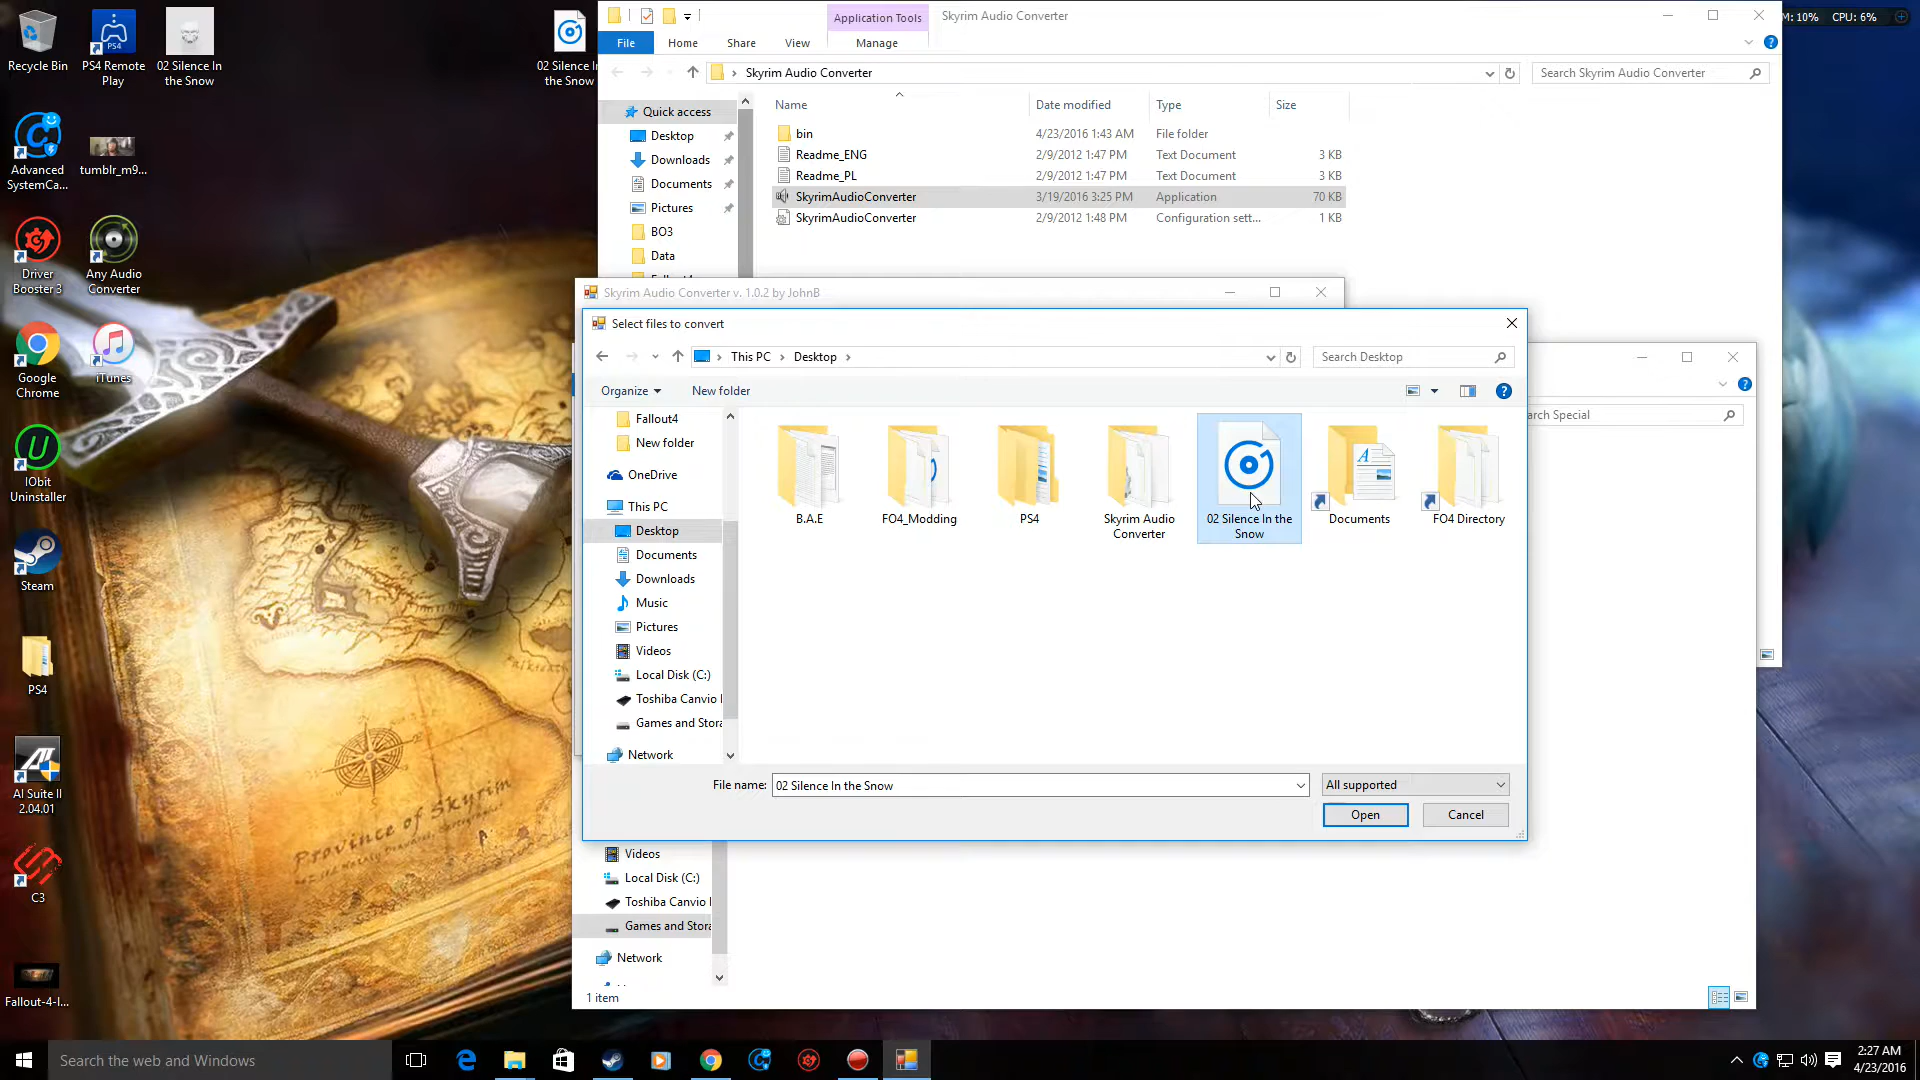 Recycle Bin
PS4 Remote
Play
02 Silence In
the Snow
02 Silence In
the Snow
Advanced
SystemCa...
tumblr_m9...
Driver
Booster 3
Any Audio
Converter
Google
Chrome
iTunes
IObit
Uninstaller
Steam
PS4
AI Suite II
2.04.01
C3
Fallout-4-I...
Province of Skyrim
Application Tools
Skyrim Audio Converter
File
Home
Share
View
Manage
M: 10%
CPU: 6%
Skyrim Audio Converter
Search Skyrim Audio Converter
Name
Date modified
Type
Size
Quick access
Desktop
Downloads
Documents
Pictures
BO3
Data
bin
4/23/2016 1:43 AM
File folder
Readme_ENG
2/9/2012 1:47 PM
Text Document
3 KB
Readme_PL
2/9/2012 1:47 PM
Text Document
3 KB
SkyrimAudioConverter
3/19/2016 3:25 PM
Application
70 KB
SkyrimAudioConverter
2/9/2012 1:48 PM
Configuration sett...
1 KB
Skyrim Audio Converter v. 1.0.2 by JohnB
Select files to convert
This PC
Desktop
Search Desktop
Organize
New folder
Fallout4
New folder
OneDrive
This PC
Desktop
Documents
Downloads
Music
Pictures
Videos
Local Disk (C:)
Toshiba Canvio
Games and Stora
Network
B.A.E
FO4_Modding
PS4
Skyrim Audio
Converter
02 Silence In the
Snow
Documents
FO4 Directory
File name:
02 Silence In the Snow
All supported
Open
Cancel
arch Special
Videos
Local Disk (C:)
Toshiba Canvio
Games and Stora
Network
1 item
Search the web and Windows
2:27 AM
4/23/2016